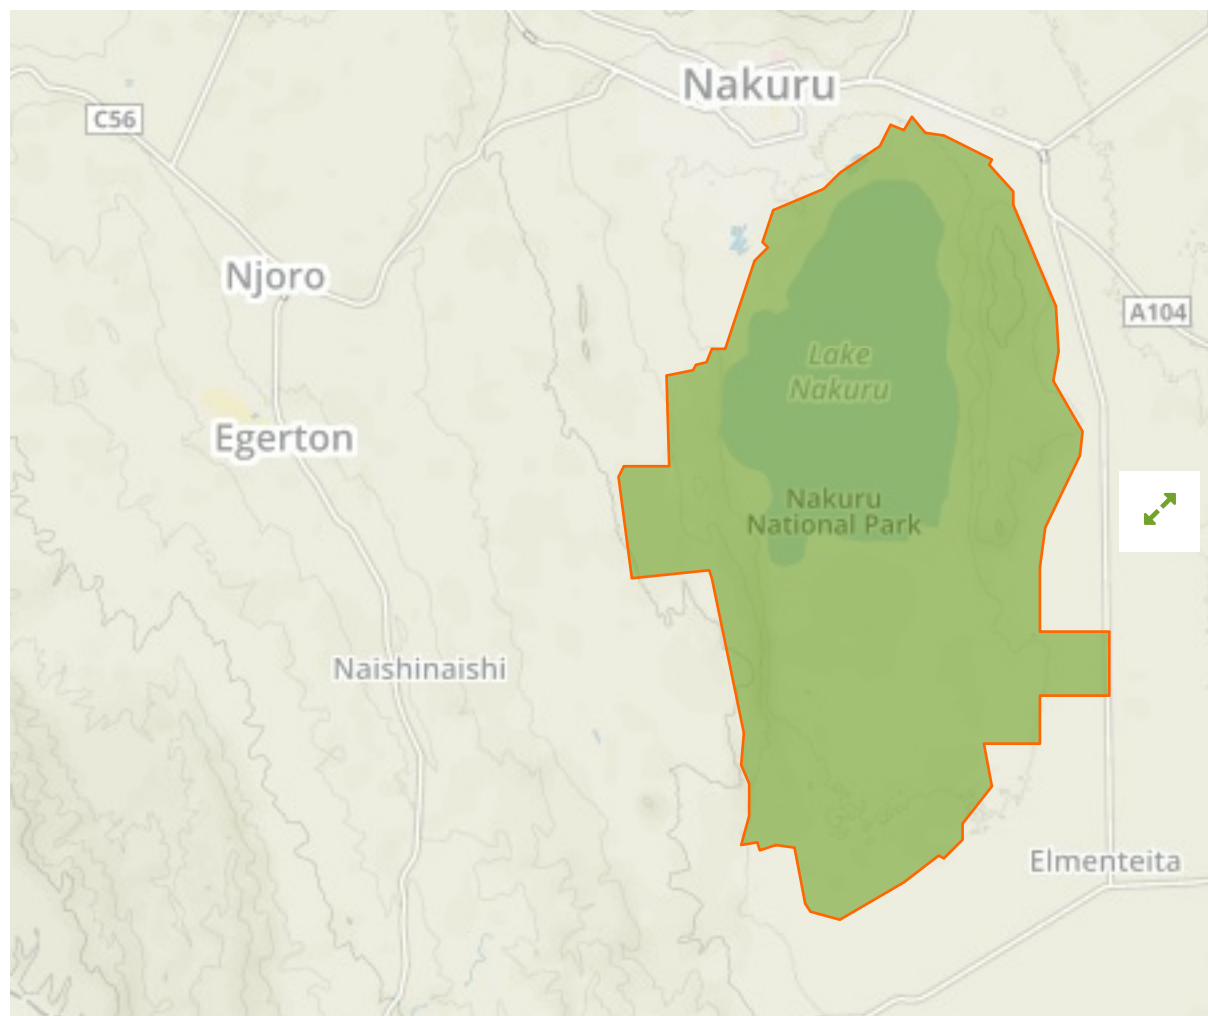 Nakuru
C56
Njoro
A104
Lake
Nakuru
Egerton
Nakuru
National Park
Naishinaishi
Elmenteita